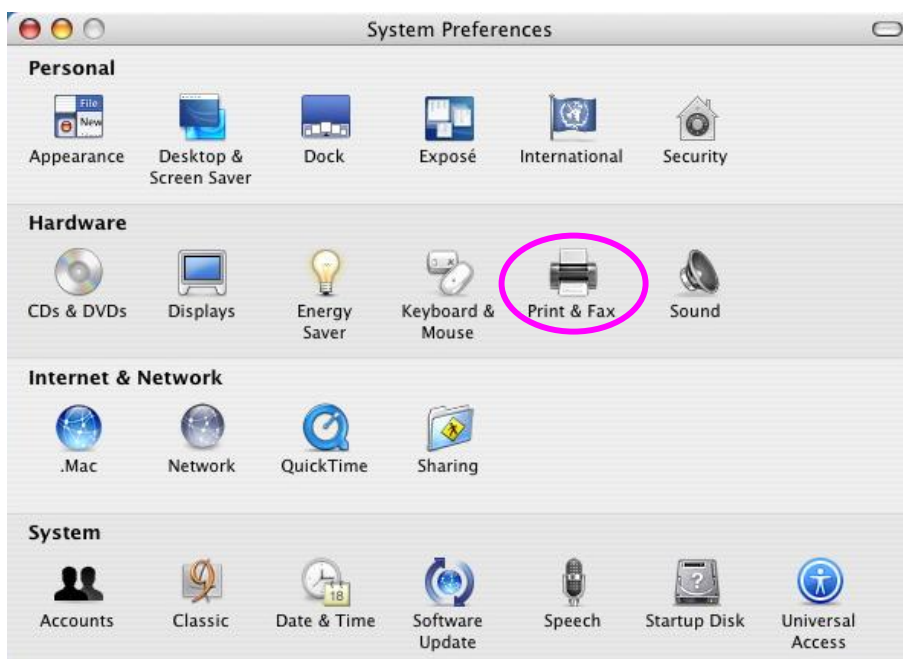 System Preferences
Personal
File
New
Appearance
Desktop &
Screen Saver
Dock
Exposé
International
Security
Hardware
CDs & DVDs
Displays
Energy
Saver
Keyboard &
Mouse
Print & Fax
Sound
Internet & Network
.Mac
Network
QuickTime
Sharing
System
9
18
?
Accounts
Classic
Date & Time
Software
Update
Speech
Startup Disk
Universal
Access